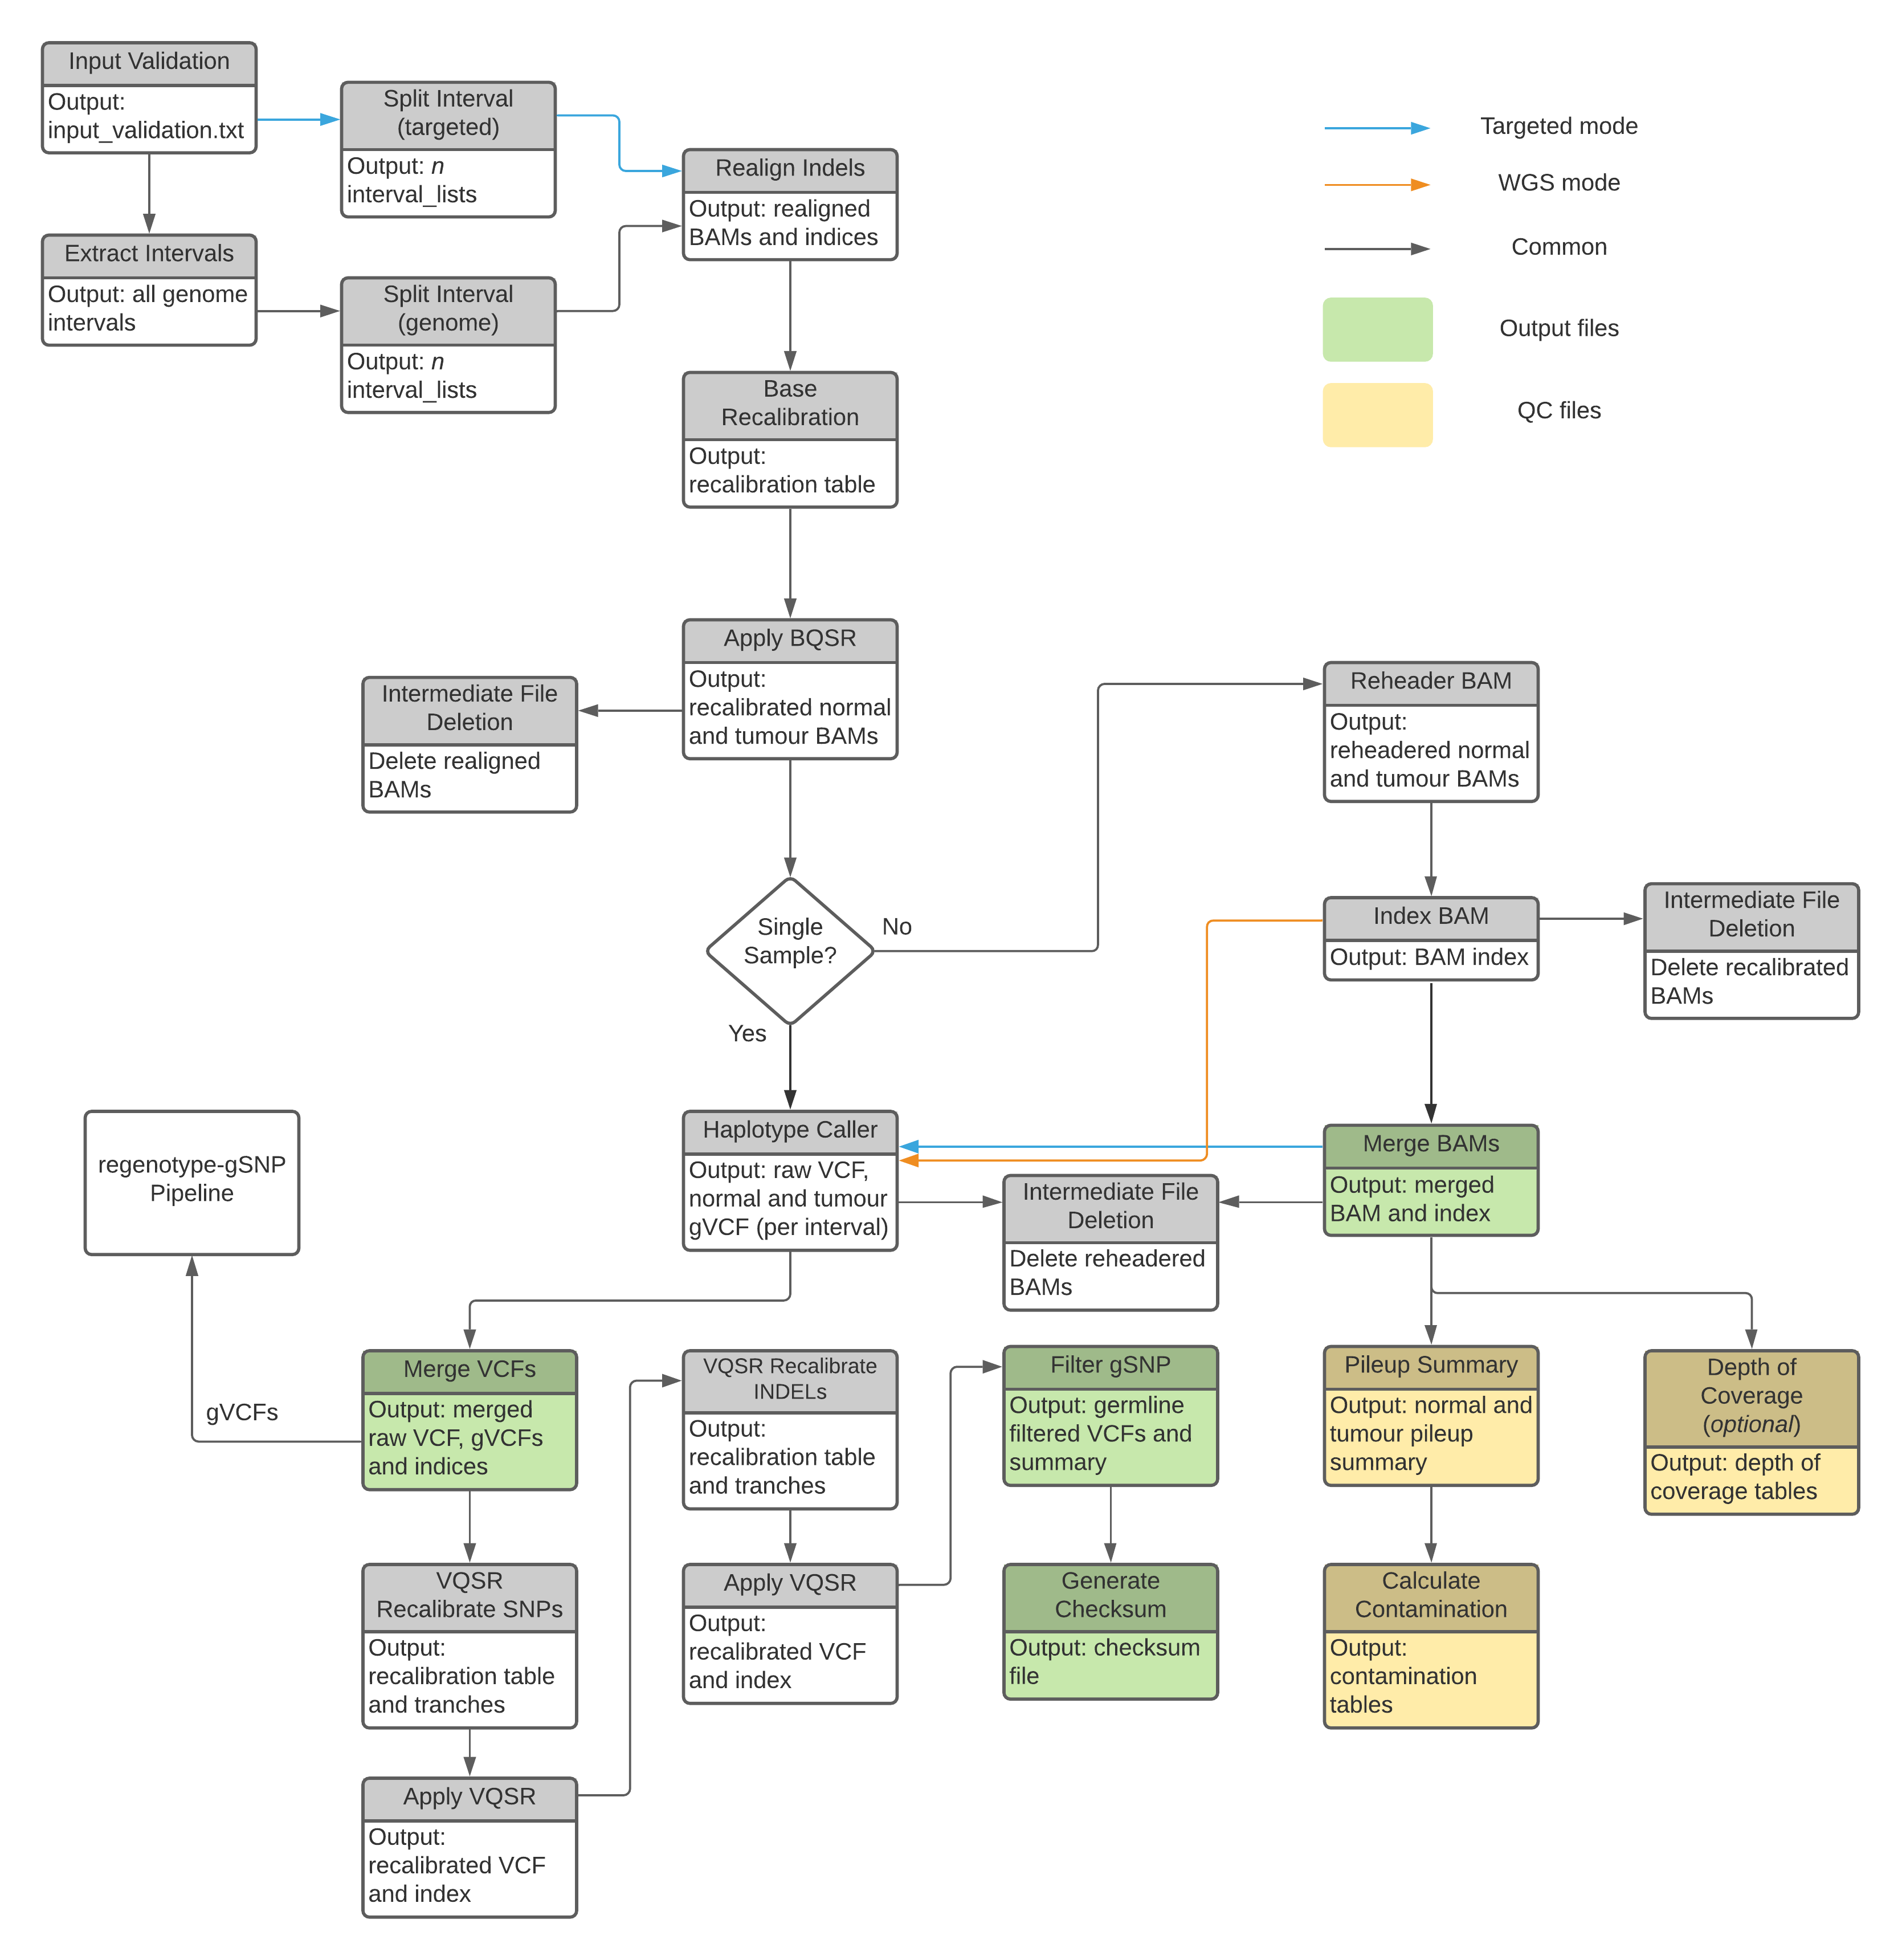 Input Validation
Output:
input_validation.txt
Split Interval
(targeted)
Output: n
interval_lists
Extract Intervals
Output: all genome
intervals
Split Interval
(genome)
Output: n
interval_lists
Realign Indels
Output: realigned
BAMs and indices
Targeted mode
WGS mode
Common
Output files
QC files
Base
Recalibration
Output:
recalibration table
Apply BQSR
Output:
recalibrated normal
and tumour BAMs
Intermediate File
Deletion
Delete realigned
BAMs
Single
Sample?
No
Yes
Reheader BAM
Output:
reheadered normal
and tumour BAMs
Index BAM
Output: BAM index
Intermediate File
Deletion
Delete recalibrated
BAMs
Haplotype Caller
Output: raw VCF,
normal and tumour
gVCF (per interval)
Intermediate File
Deletion
Delete reheadered
BAMs
Merge BAMs
Output: merged
BAM and index
regenotype-gSNP
Pipeline
gVCFs
Merge VCFs
Output: merged
raw VCF, gVCFs
and indices
VQSR
Recalibrate SNPs
Output:
recalibration table
and tranches
Apply VQSR
Output:
recalibrated VCF
and index
VQSR Recalibrate
INDELs
Output:
recalibration table
and tranches
Apply VQSR
Output:
recalibrated VCF
and index
Filter gSNP
Output: germline
filtered VCFs and
summary
Generate
Checksum
Output: checksum
file
Pileup Summary
Output: normal and
tumour pileup
summary
Calculate
Contamination
Output:
contamination
tables
Depth of
Coverage
(optional)
Output: depth of
coverage tables